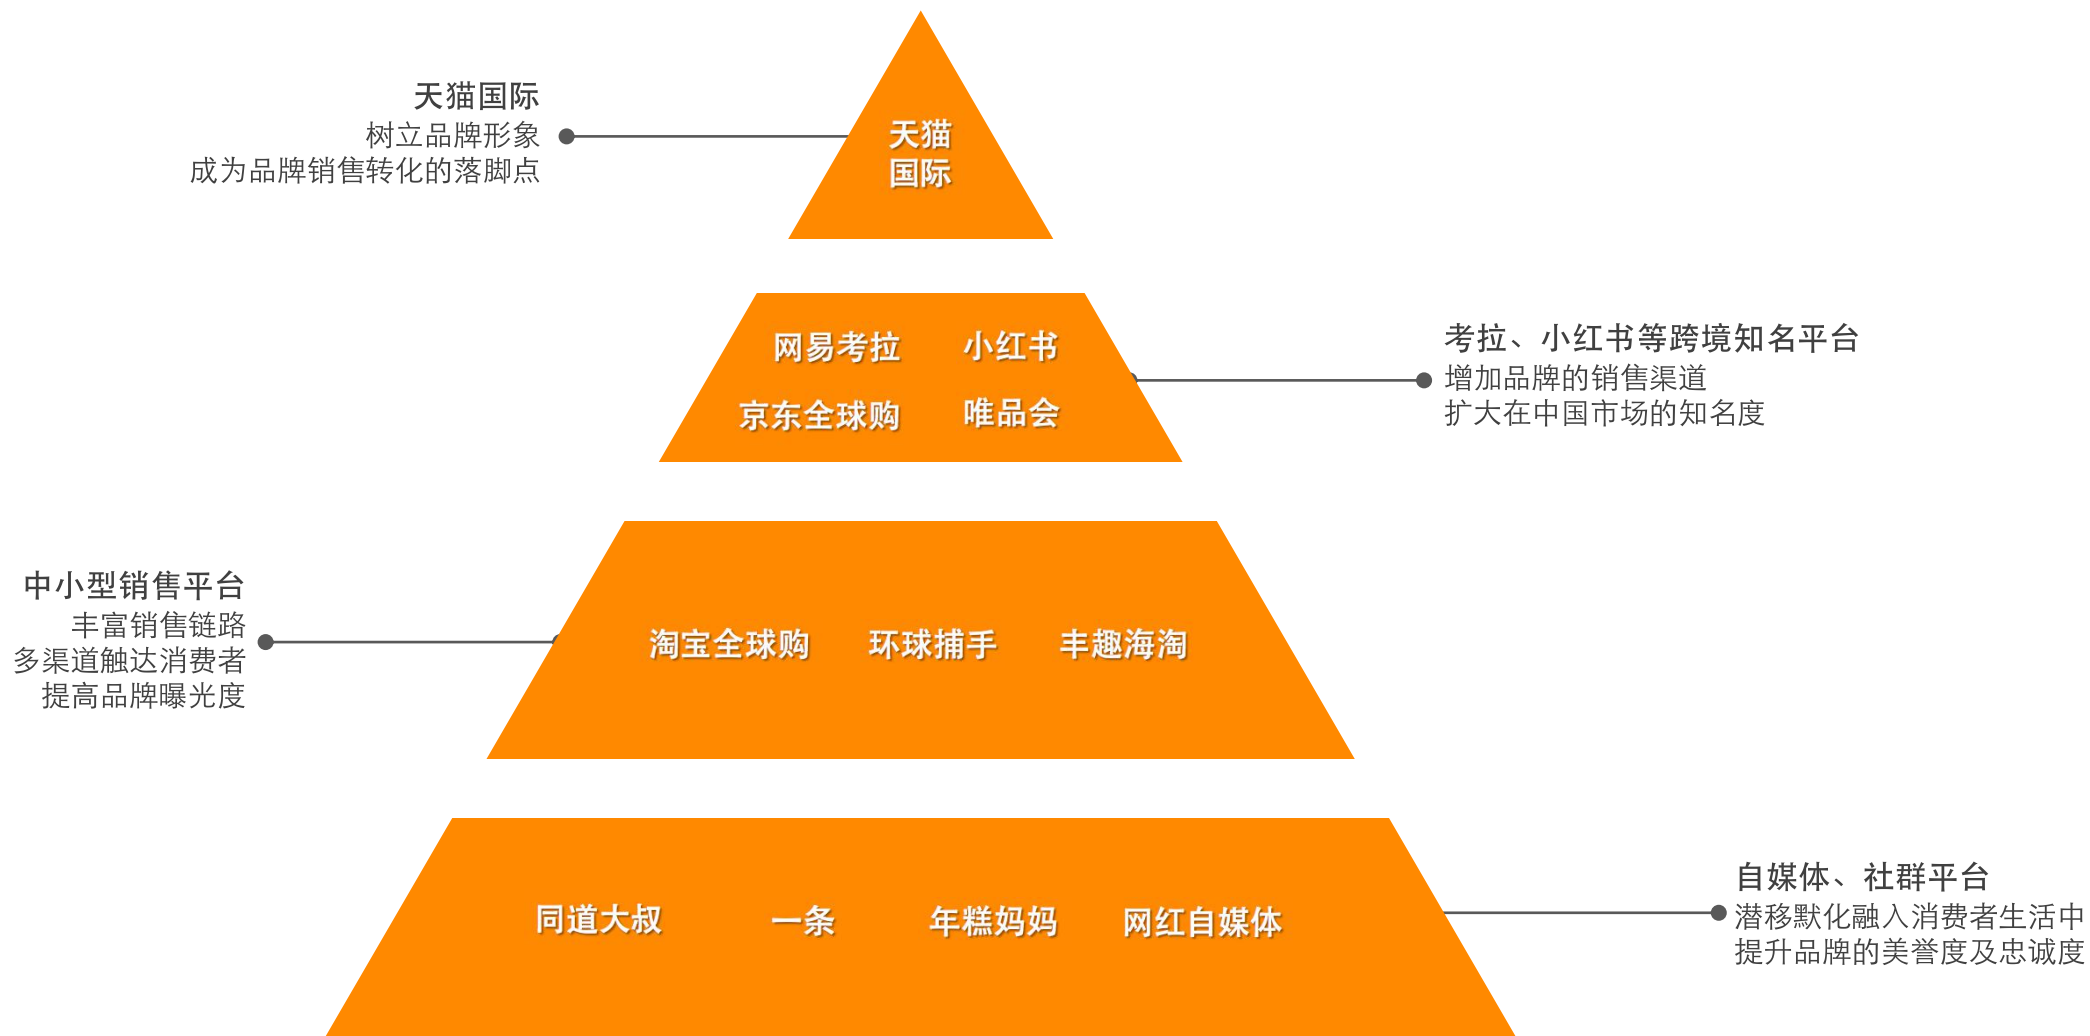 天猫国际
树立品牌形象
成为品牌销售转化的落脚点
天猫
国际
网易考拉 小红书
京东全球购 唯品会
考拉、小红书等跨境知名平台
增加品牌的销售渠道
扩大在中国市场的知名度
中小型销售平台
丰富销售链路
多渠道触达消费者
提高品牌曝光度
淘宝全球购 环球捕手 丰趣海淘
同道大叔 一条 年糕妈妈 网红自媒体
自媒体、社群平台
潜移默化融入消费者生活中
提升品牌的美誉度及忠诚度